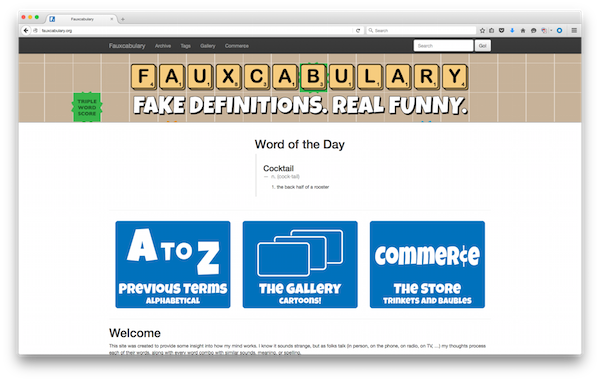 Fauxcabulary
fauxcabulary.org
Search
Fauxcabulary Archive Tags Gallery Commerce Search Go!
FAUXCABULARY
TRIPLE
WORD
SCORE
FAKE DEFINITIONS. REAL FUNNY.
Word of the Day
Cocktail
— n. (cock·tail)
1. the back half of a rooster
A TO Z
PREVIOUS TERMS
ALPHABETICAL
THE GALLERY
CARTOONS!
COMMERCE
THE STORE
TRINKETS AND BAUBLES
Welcome
This site was created to provide some insight into how my mind works. I know it sounds strange, but as folks talk (in person, on the phone, on radio, on TV, ...) my thoughts process
each of their words, along with every word combo with similar sounds, meaning, or spelling.